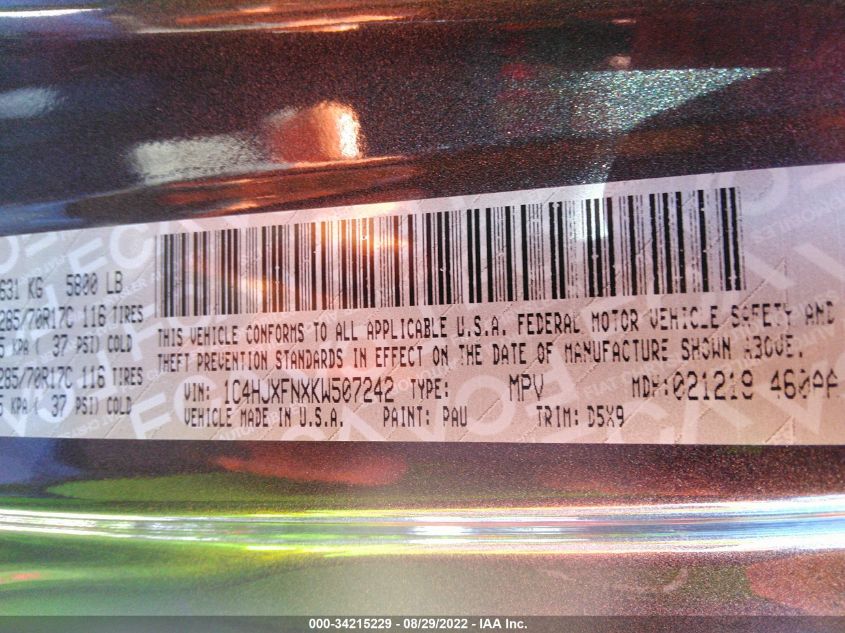 631 KG 5800 LB
285/70R17C 116 TIRES
5 KPA ( 37 PSI) COLD
285/70R17C 116 TIRES
5 KPA ( 37 PSI) COLD
THIS VEHICLE CONFORMS TO ALL APPLICABLE U.S.A. FEDERAL MOTOR VEHICLE SAFETY AND
THEFT PREVENTION STANDARDS IN EFFECT ON THE DATE OF MANUFACTURE SHOWN ABOVE.
VIN: 1C4HJXFNXKW507242 TYPE: MPV MDH:021219 460AA
VEHICLE MADE IN U.S.A. PAINT: PAU TRIM: D5X9
000-34215229 - 08/29/2022 - IAA Inc.